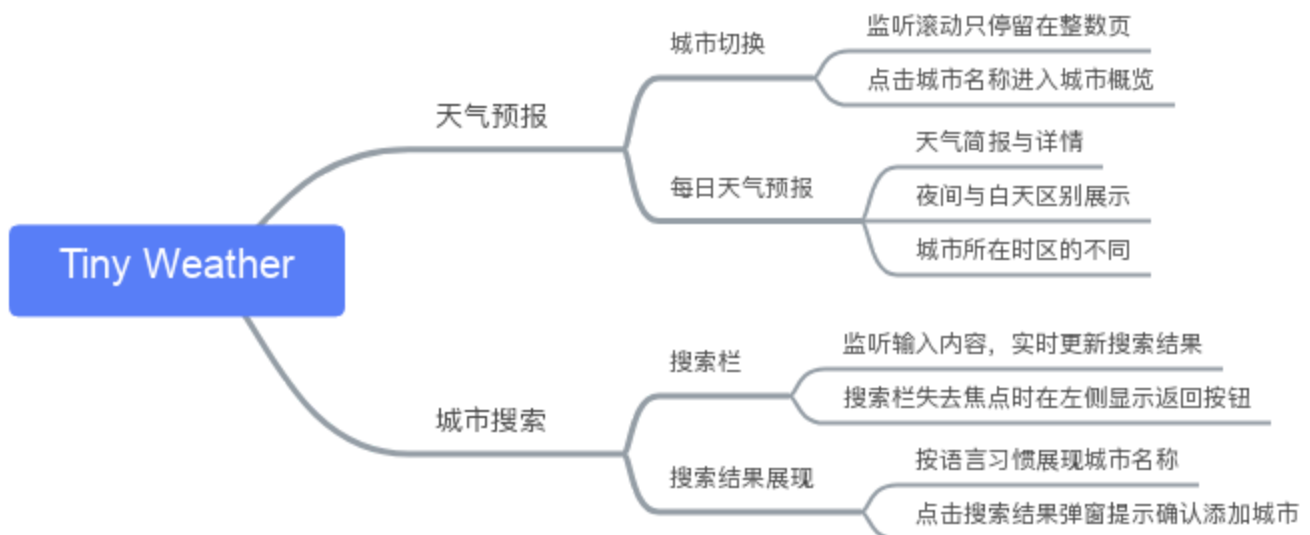 Tiny Weather
天气预报
城市切换
监听滚动只停留在整数页
点击城市名称进入城市概览
每日天气预报
天气简报与详情
夜间与白天区别展示
城市所在时区的不同
城市搜索
搜索栏
监听输入内容，实时更新搜索结果
搜索栏失去焦点时在左侧显示返回按钮
搜索结果展现
按语言习惯展现城市名称
点击搜索结果弹窗提示确认添加城市